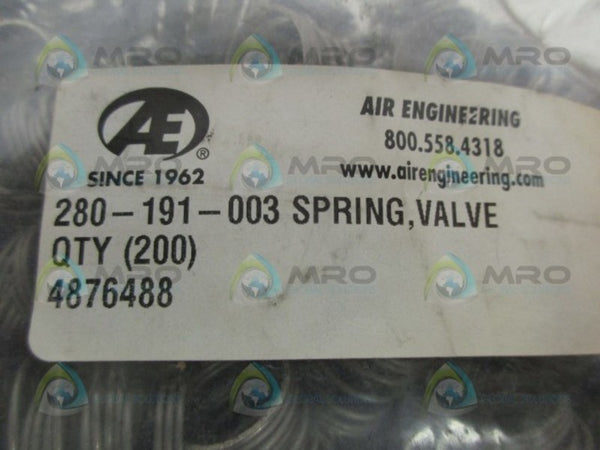 AE®
SINCE 1962
AIR ENGINEERING
800.558.4318
www.airengineering.com
280-191-003 SPRING,VALVE
QTY (200)
4876488
MRO